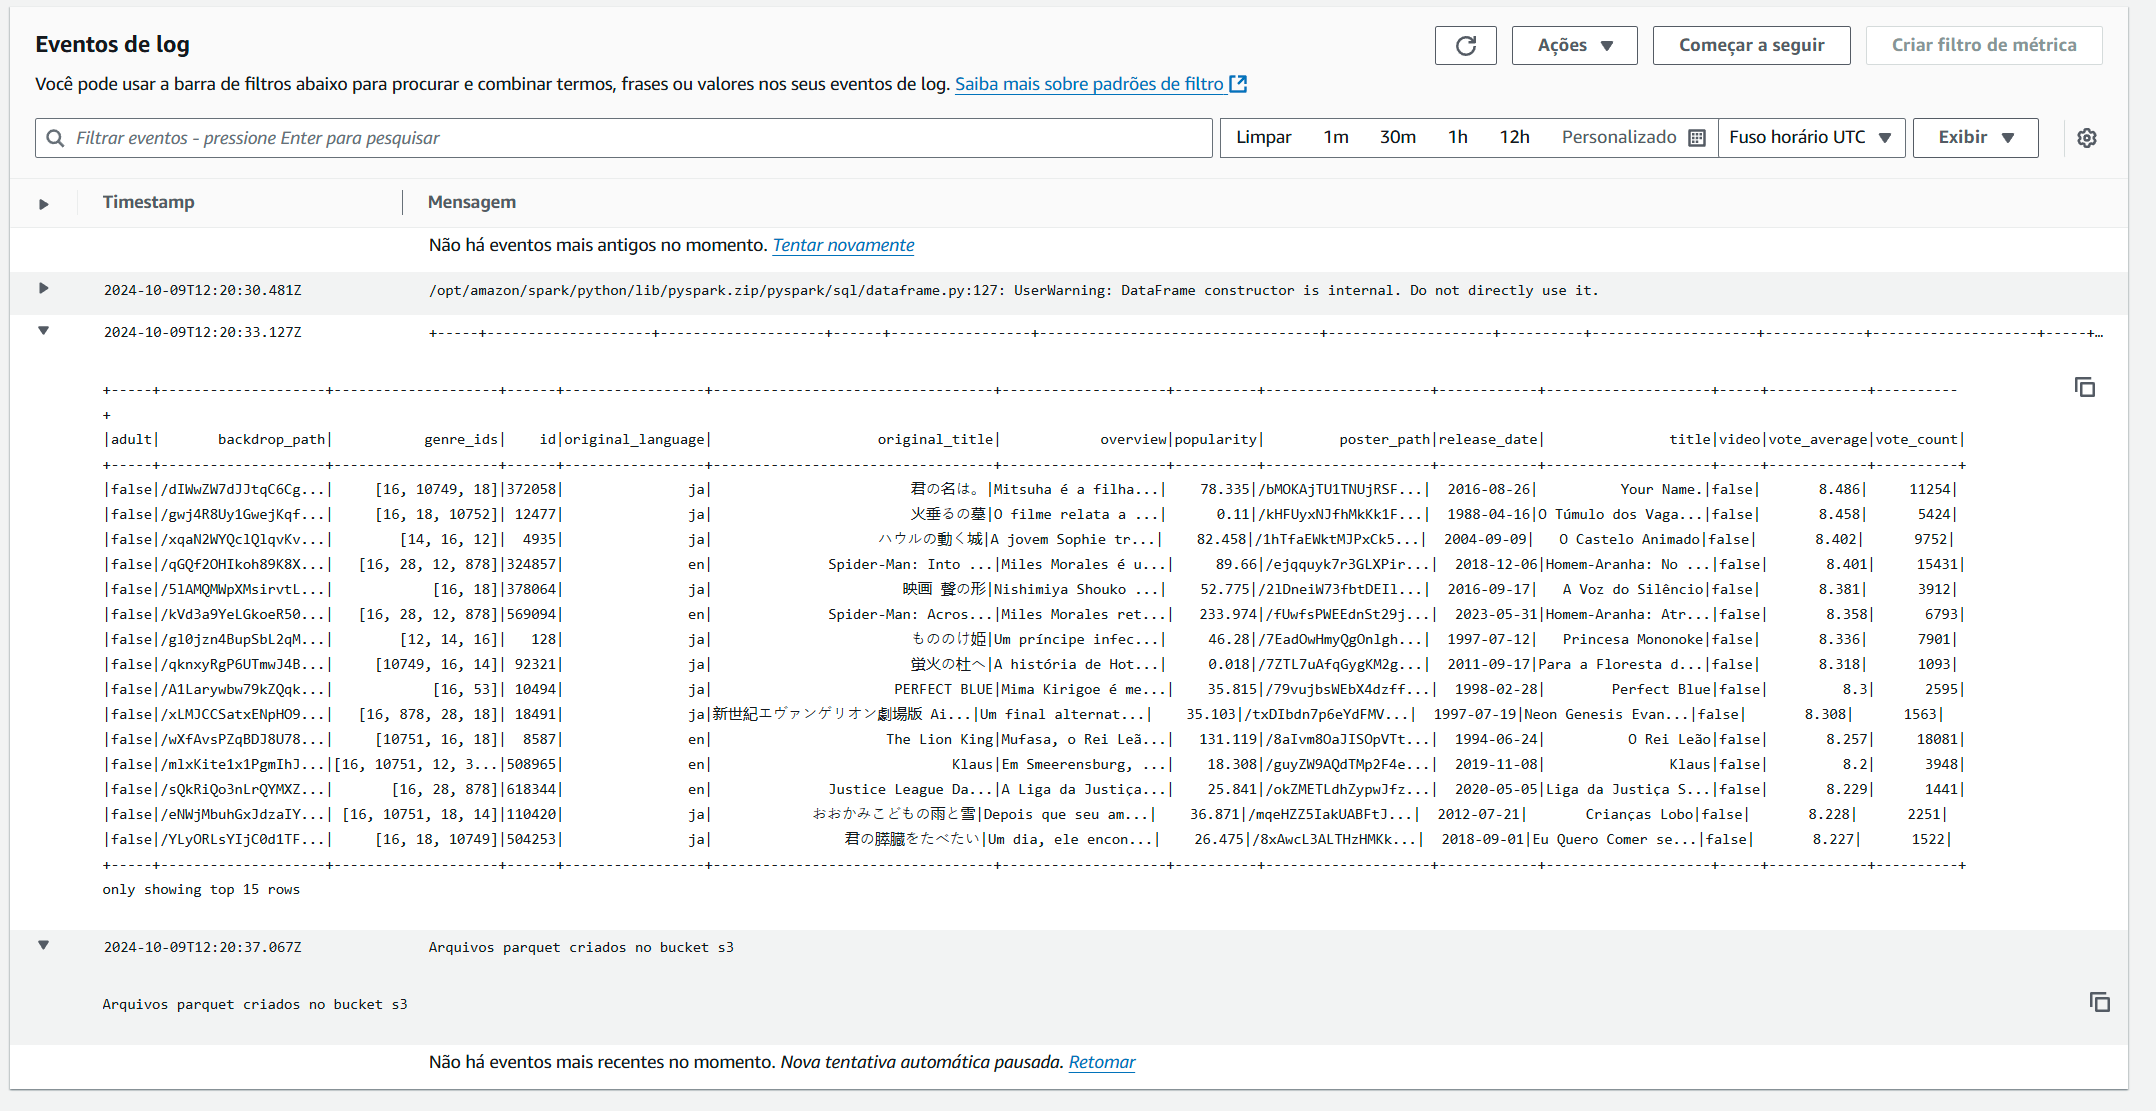 Eventos de log
Ações
Começar a seguir
Criar filtro de métrica
Você pode usar a barra de filtros abaixo para procurar e combinar termos, frases ou valores nos seus eventos de log. Saiba mais sobre padrões de filtro
Filtrar eventos - pressione Enter para pesquisar
Limpar 1m 30m 1h 12h Personalizado Fuso horário UTC Exibir
Timestamp Mensagem
Não há eventos mais antigos no momento. Tentar novamente
2024-10-09T12:20:30.481Z /opt/amazon/spark/python/lib/pyspark.zip/pyspark/sql/dataframe.py:127: UserWarning: DataFrame constructor is internal. Do not directly use it.
2024-10-09T12:20:33.127Z +-----+--------------------+--------------------+------+-----------------+----------------------------------+--------------------+----------+--------------------+------------+--------------------+-----+…
+-----+--------------------+--------------------+------+-----------------+----------------------------------+--------------------+----------+--------------------+------------+--------------------+-----+------------+----------
+
|adult| backdrop_path| genre_ids| id|original_language| original_title| overview|popularity| poster_path|release_date| title|video|vote_average|vote_count|
+-----+--------------------+--------------------+------+-----------------+----------------------------------+--------------------+----------+--------------------+------------+--------------------+-----+------------+----------+
|false|/dIWwZW7dJJtqC6Cg...| [16, 10749, 18]|372058| ja| 君の名は。|Mitsuha é a filha...| 78.335|/bMOKAjTU1TNUjRSF...| 2016-08-26| Your Name.|false| 8.486| 11254|
|false|/gwj4R8Uy1GwejKqf...| [16, 18, 10752]| 12477| ja| 火垂るの墓|O filme relata a ...| 0.11|/kHFUyxNJfhMkKk1F...| 1988-04-16|O Túmulo dos Vaga...|false| 8.458| 5424|
|false|/xqaN2WYQclQlqvKv...| [14, 16, 12]| 4935| ja| ハウルの動く城|A jovem Sophie tr...| 82.458|/1hTfaEWktMJPxCk5...| 2004-09-09| O Castelo Animado|false| 8.402| 9752|
|false|/qGQf2OHIkoh89K8X...| [16, 28, 12, 878]|324857| en| Spider-Man: Into ...|Miles Morales é u...| 89.66|/ejqquyk7r3GLXPir...| 2018-12-06|Homem-Aranha: No ...|false| 8.401| 15431|
|false|/5lAMQMWpXMsirvtL...| [16, 18]|378064| ja| 映画 聲の形|Nishimiya Shouko ...| 52.775|/2lDneiW73fbtDEIl...| 2016-09-17| A Voz do Silêncio|false| 8.381| 3912|
|false|/kVd3a9YeLGkoeR50...| [16, 28, 12, 878]|569094| en| Spider-Man: Acros...|Miles Morales ret...| 233.974|/fUwfsPWEEdnSt29j...| 2023-05-31|Homem-Aranha: Atr...|false| 8.358| 6793|
|false|/gl0jzn4BupSbL2qM...| [12, 14, 16]| 128| ja| もののけ姫|Um príncipe infec...| 46.28|/7EadOwHmyQgOnlgh...| 1997-07-12| Princesa Mononoke|false| 8.336| 7901|
|false|/qknxyRgP6UTmwJ4B...| [10749, 16, 14]| 92321| ja| 蛍火の杜へ|A história de Hot...| 0.018|/7ZTL7uAfqGygKM2g...| 2011-09-17|Para a Floresta d...|false| 8.318| 1093|
|false|/A1Larywbw79kZQqk...| [16, 53]| 10494| ja| PERFECT BLUE|Mima Kirigoe é me...| 35.815|/79vujbsWEbX4dzff...| 1998-02-28| Perfect Blue|false| 8.3| 2595|
|false|/xLMJCCSatxENpHO9...| [16, 878, 28, 18]| 18491| ja|新世紀エヴァンゲリオン劇場版 Ai...|Um final alternat...| 35.103|/txDIbdn7p6eYdFMV...| 1997-07-19|Neon Genesis Evan...|false| 8.308| 1563|
|false|/wXfAvsPZqBDJ8U78...| [10751, 16, 18]| 8587| en| The Lion King|Mufasa, o Rei Leã...| 131.119|/8aIvm8OaJISOpVTt...| 1994-06-24| O Rei Leão|false| 8.257| 18081|
|false|/mlxKite1x1PgmIhJ...|[16, 10751, 12, 3...|508965| en| Klaus|Em Smeerensburg, ...| 18.308|/guyZW9AQdTMp2F4e...| 2019-11-08| Klaus|false| 8.2| 3948|
|false|/sQkRiQo3nLrQYMXZ...| [16, 28, 878]|618344| en| Justice League Da...|A Liga da Justiça...| 25.841|/okZMETLdhZypwJfz...| 2020-05-05|Liga da Justiça S...|false| 8.229| 1441|
|false|/eNWjMbuhGxJdzaIY...| [16, 10751, 18, 14]|110420| ja| おおかみこどもの雨と雪|Depois que seu am...| 36.871|/mqeHZZ5IakUABFtJ...| 2012-07-21| Crianças Lobo|false| 8.228| 2251|
|false|/YLyORLsYIjC0d1TF...| [16, 18, 10749]|504253| ja| 君の膵臓をたべたい|Um dia, ele encon...| 26.475|/8xAwcL3ALTHzHMKk...| 2018-09-01|Eu Quero Comer se...|false| 8.227| 1522|
+-----+--------------------+--------------------+------+-----------------+----------------------------------+--------------------+----------+--------------------+------------+--------------------+-----+------------+----------+
only showing top 15 rows
2024-10-09T12:20:37.067Z Arquivos parquet criados no bucket s3
Arquivos parquet criados no bucket s3
Não há eventos mais recentes no momento. Nova tentativa automática pausada. Retomar